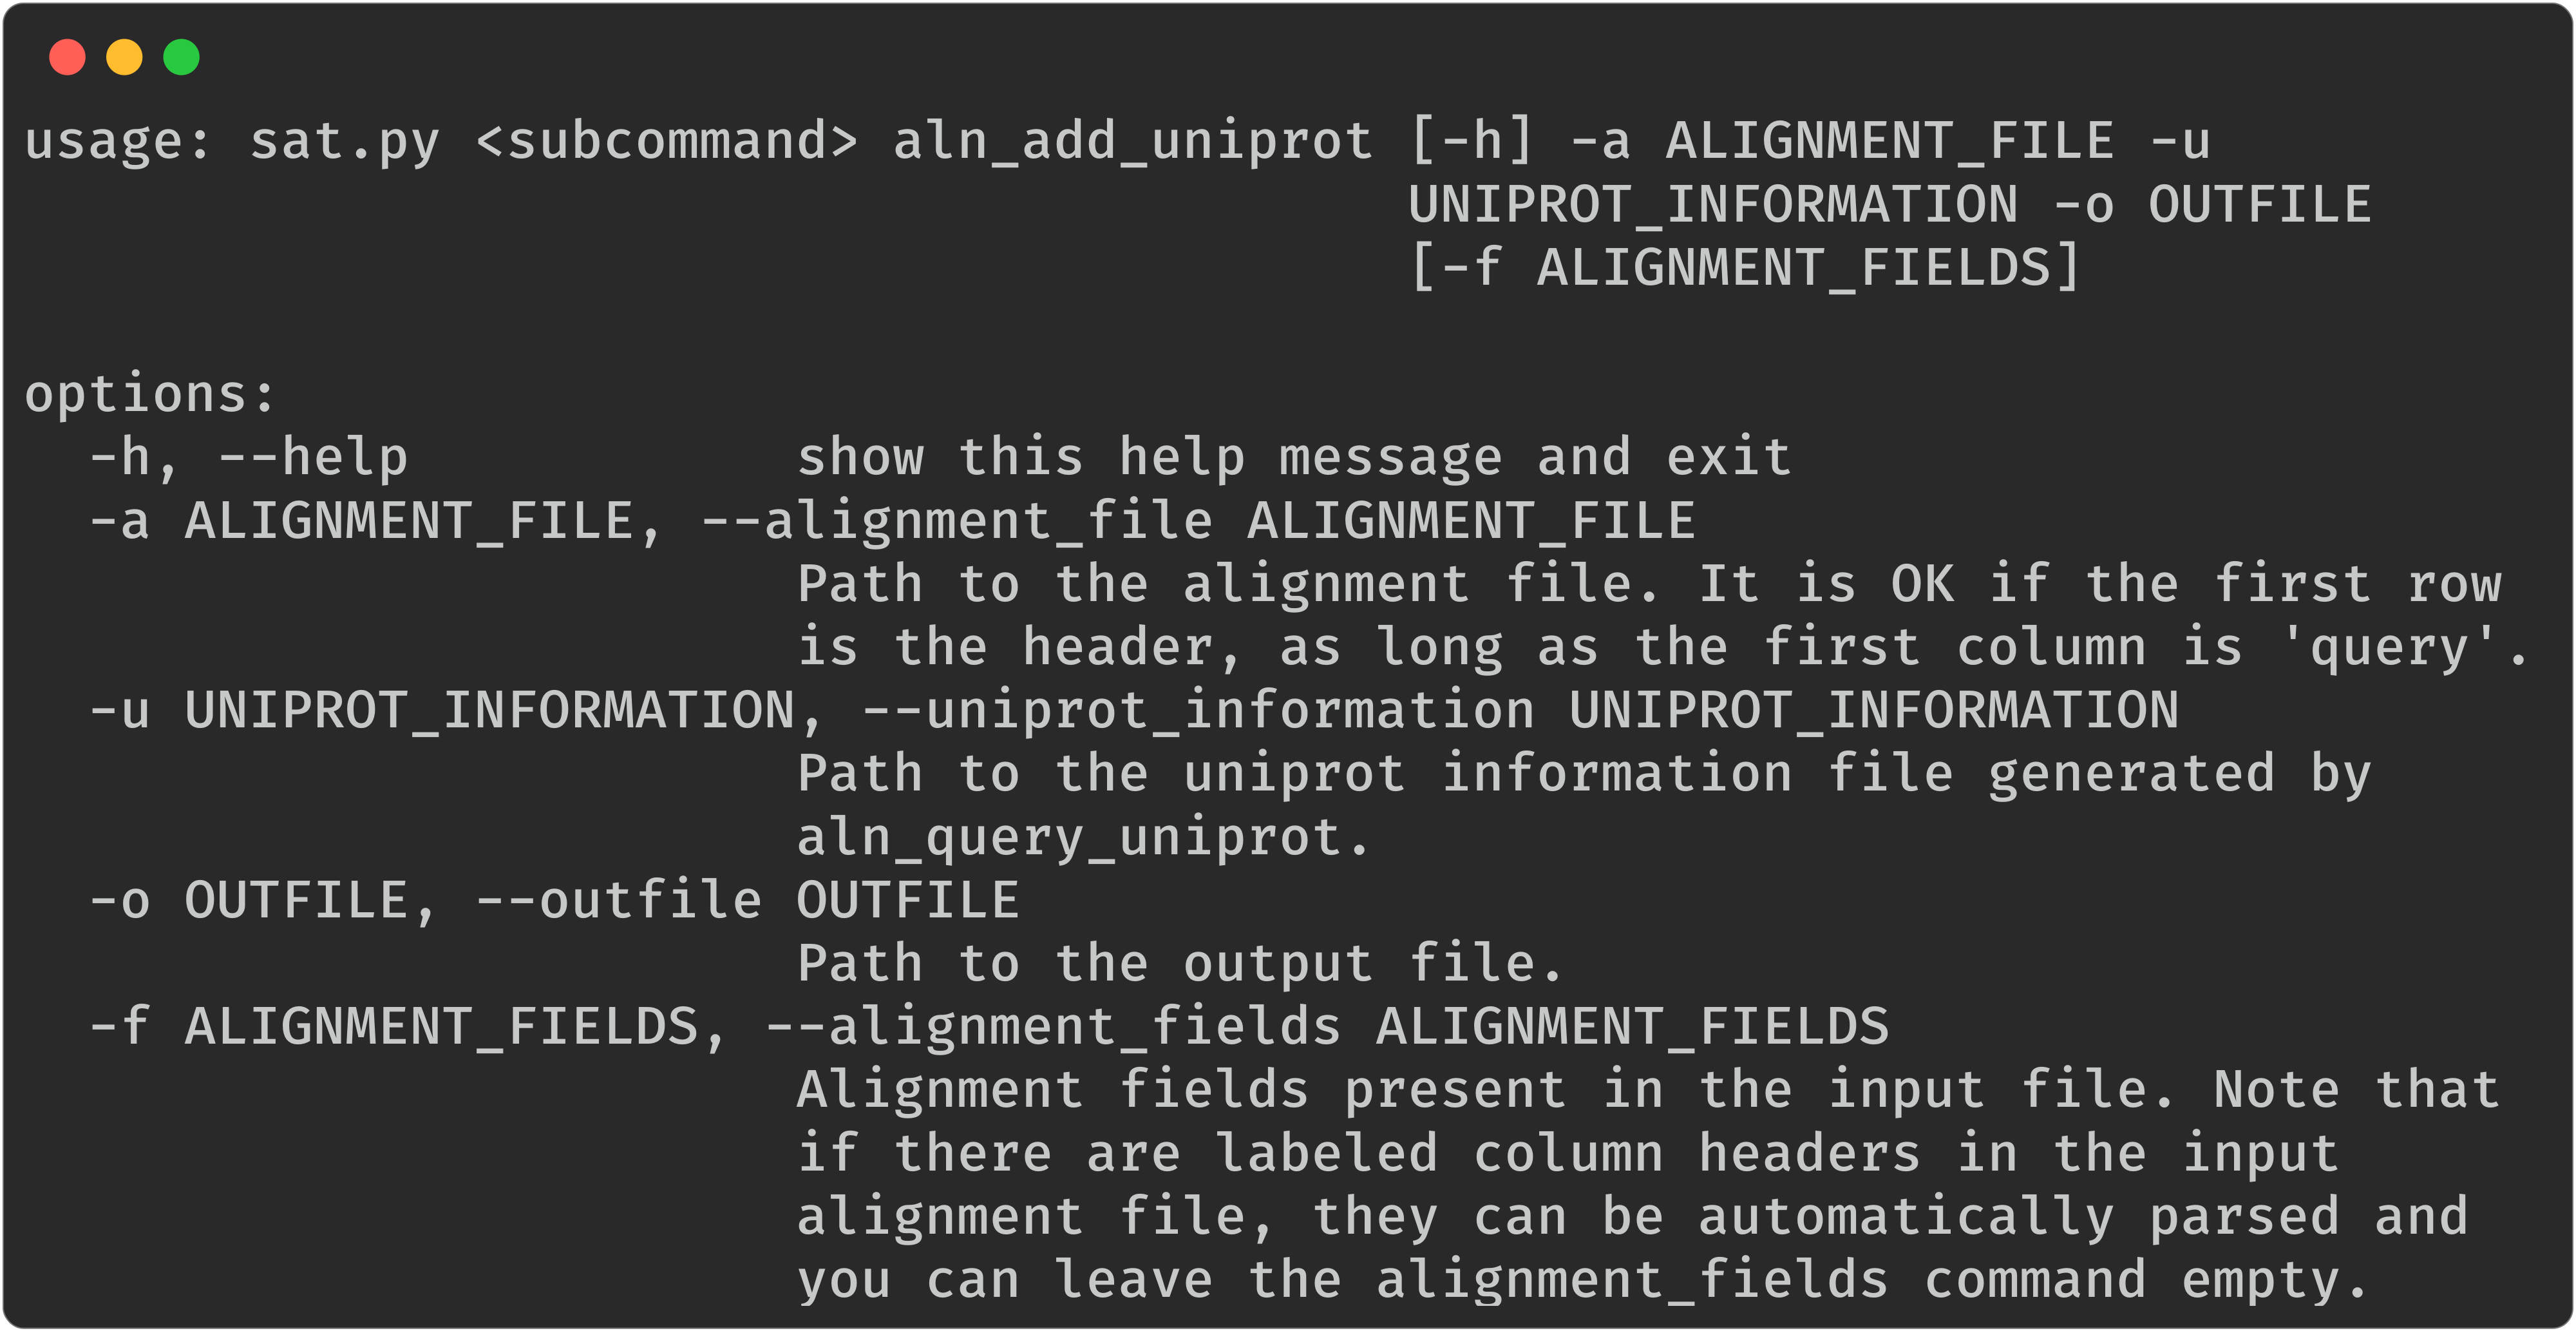 usage: sat.py <subcommand> aln_add_uniprot [-h] -a ALIGNMENT_FILE -u
UNIPROT_INFORMATION -o OUTFILE
[-f ALIGNMENT_FIELDS]
options:
-h, --help show this help message and exit
-a ALIGNMENT_FILE, --alignment_file ALIGNMENT_FILE
Path to the alignment file. It is OK if the first row
is the header, as long as the first column is 'query'.
-u UNIPROT_INFORMATION, --uniprot_information UNIPROT_INFORMATION
Path to the uniprot information file generated by
aln_query_uniprot.
-o OUTFILE, --outfile OUTFILE
Path to the output file.
-f ALIGNMENT_FIELDS, --alignment_fields ALIGNMENT_FIELDS
Alignment fields present in the input file. Note that
if there are labeled column headers in the input
alignment file, they can be automatically parsed and
you can leave the alignment_fields command empty.